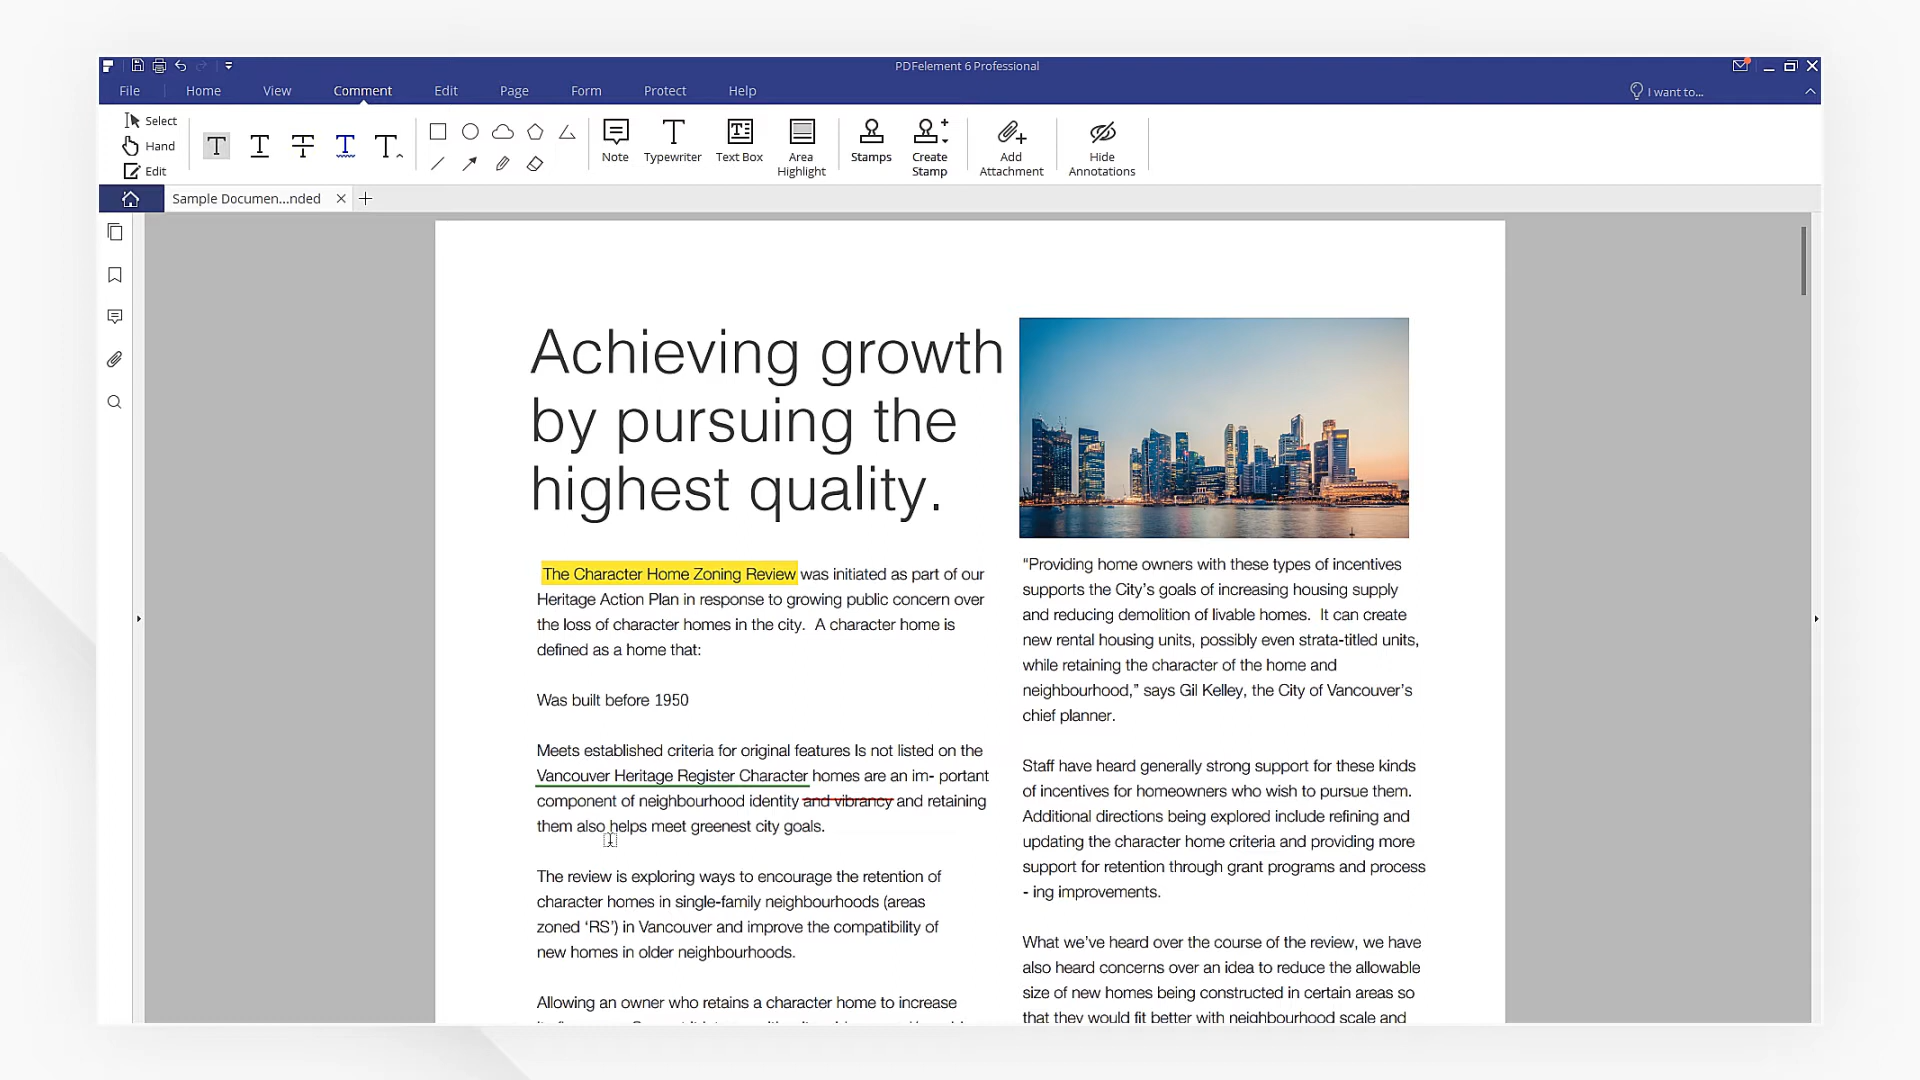 PDFelement 6 Professional
File Home View Comment Edit Page Form Protect Help I want to...
Select
Hand
Edit
Note
Typewriter
Text Box
Area
Highlight
Stamps
Create
Stamp
Add
Attachment
Hide
Annotations
Sample Documen...nded
Achieving growth
by pursuing the
highest quality.
The Character Home Zoning Review was initiated as part of our
Heritage Action Plan in response to growing public concern over
the loss of character homes in the city. A character home is
defined as a home that:
Was built before 1950
Meets established criteria for original features Is not listed on the
Vancouver Heritage Register Character homes are an im- portant
component of neighbourhood identity and vibrancy and retaining
them also helps meet greenest city goals.
The review is exploring ways to encourage the retention of
character homes in single-family neighbourhoods (areas
zoned ‘RS’) in Vancouver and improve the compatibility of
new homes in older neighbourhoods.
Allowing an owner who retains a character home to increase
“Providing home owners with these types of incentives
supports the City’s goals of increasing housing supply
and reducing demolition of livable homes. It can create
new rental housing units, possibly even strata-titled units,
while retaining the character of the home and
neighbourhood,” says Gil Kelley, the City of Vancouver’s
chief planner.
Staff have heard generally strong support for these kinds
of incentives for homeowners who wish to pursue them.
Additional directions being explored include refining and
updating the character home criteria and providing more
support for retention through grant programs and process
- ing improvements.
What we’ve heard over the course of the review, we have
also heard concerns over an idea to reduce the allowable
size of new homes being constructed in certain areas so
that they would fit better with neighbourhood scale and